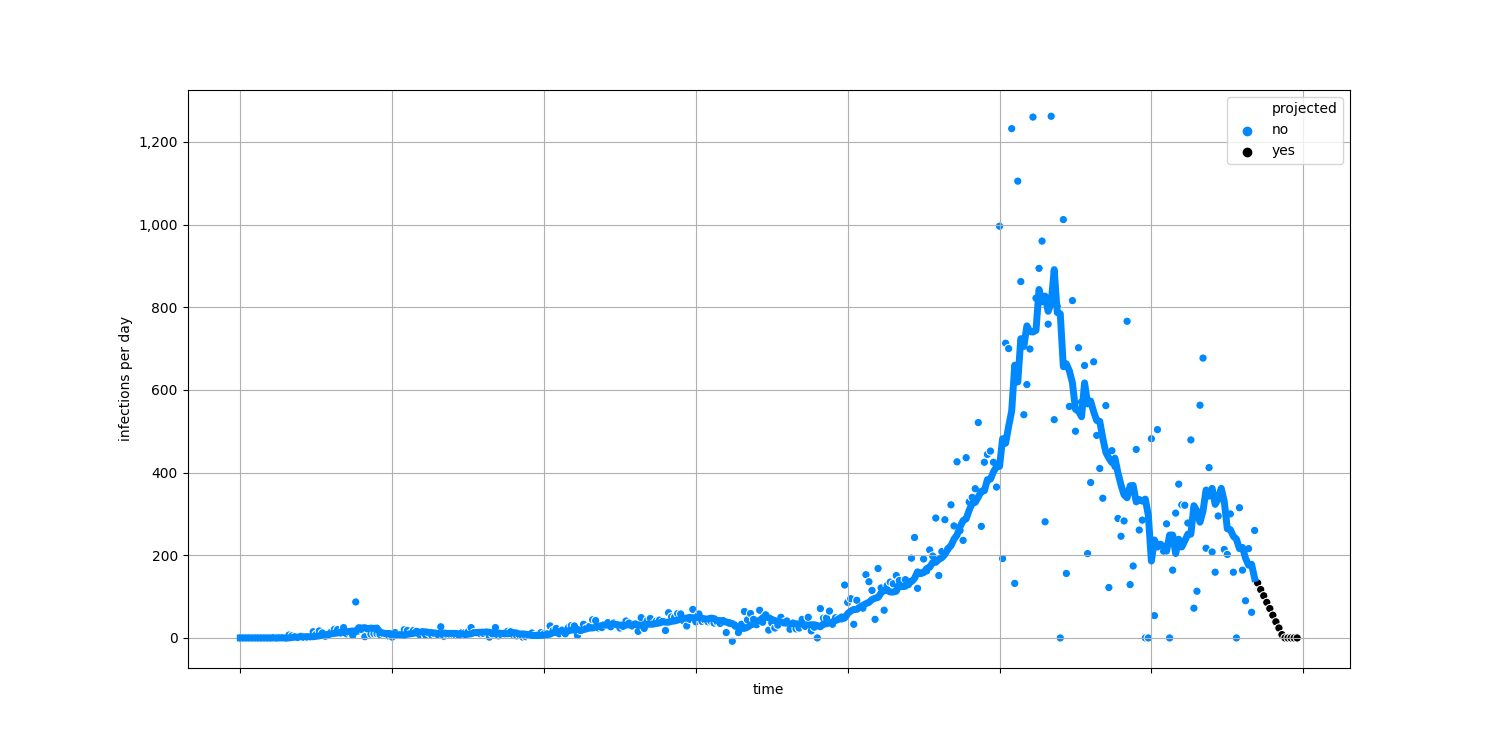 projected
no
yes
1,200
1,000
800
600
400
200
0
infections per day
time